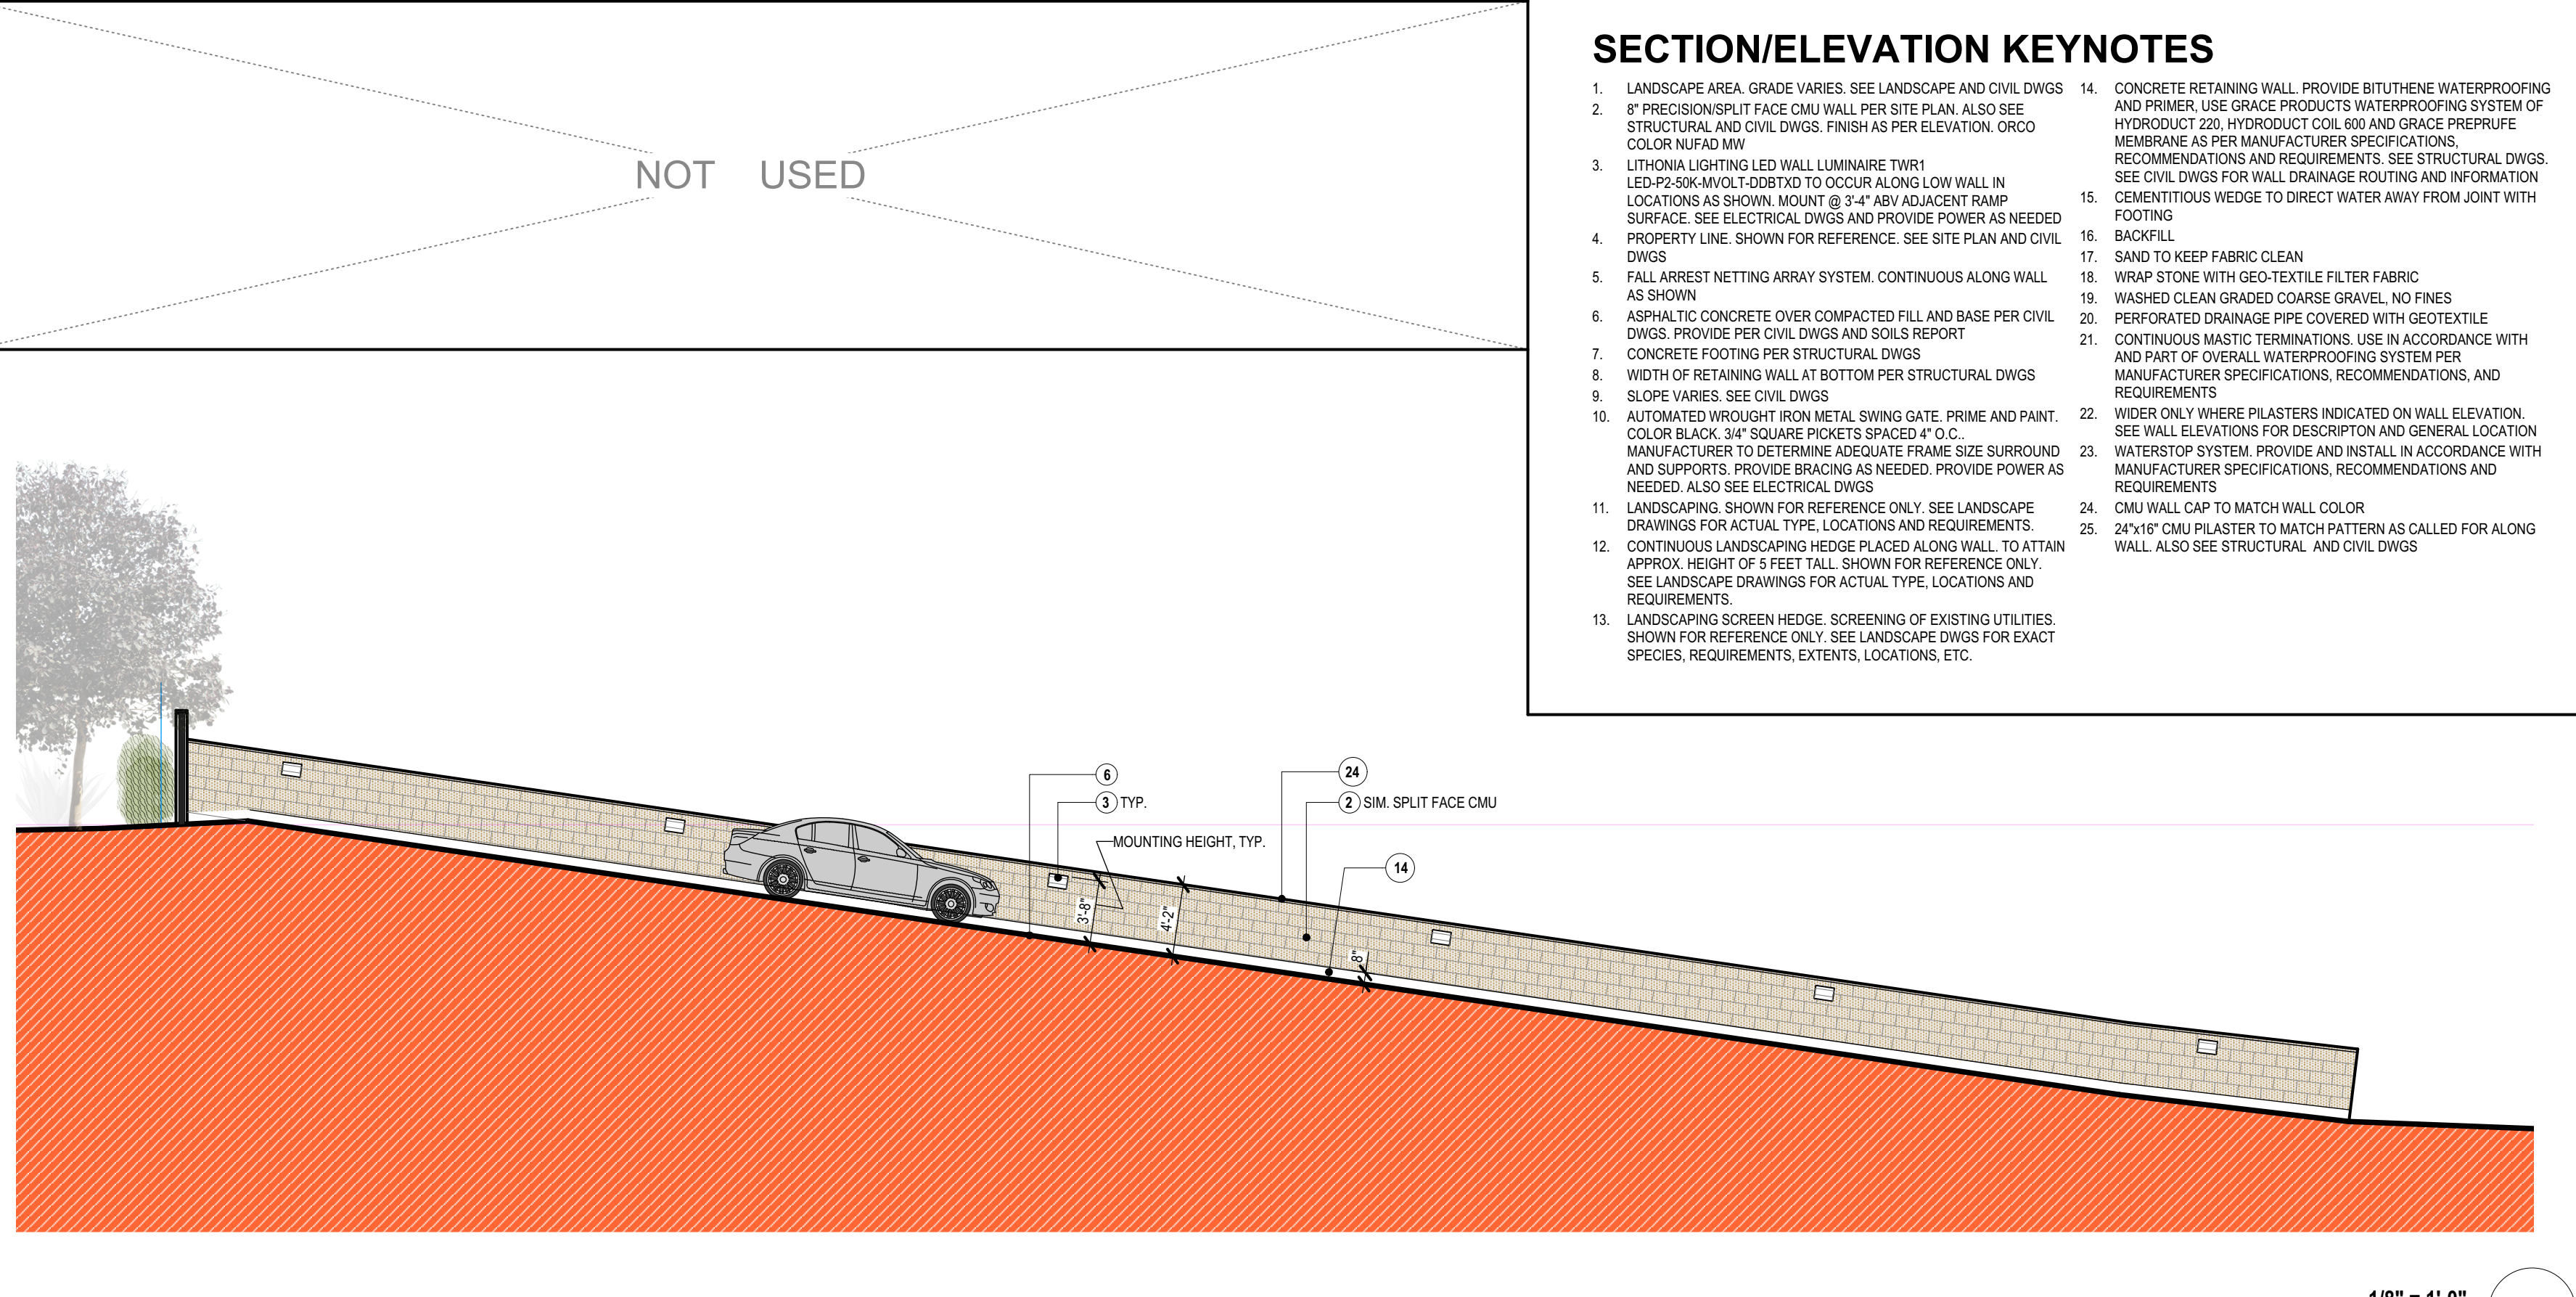 NOT USED
SECTION/ELEVATION KEYNOTES
1. LANDSCAPE AREA. GRADE VARIES. SEE LANDSCAPE AND CIVIL DWGS
2. 8" PRECISION/SPLIT FACE CMU WALL PER SITE PLAN. ALSO SEE
STRUCTURAL AND CIVIL DWGS. FINISH AS PER ELEVATION. ORCO
COLOR NUFAD MW
3. LITHONIA LIGHTING LED WALL LUMINAIRE TWR1
LED-P2-50K-MVOLT-DDBTXD TO OCCUR ALONG LOW WALL IN
LOCATIONS AS SHOWN. MOUNT @ 3'-4" ABV ADJACENT RAMP
SURFACE. SEE ELECTRICAL DWGS AND PROVIDE POWER AS NEEDED
4. PROPERTY LINE. SHOWN FOR REFERENCE. SEE SITE PLAN AND CIVIL
DWGS
5. FALL ARREST NETTING ARRAY SYSTEM. CONTINUOUS ALONG WALL
AS SHOWN
6. ASPHALTIC CONCRETE OVER COMPACTED FILL AND BASE PER CIVIL
DWGS. PROVIDE PER CIVIL DWGS AND SOILS REPORT
7. CONCRETE FOOTING PER STRUCTURAL DWGS
8. WIDTH OF RETAINING WALL AT BOTTOM PER STRUCTURAL DWGS
9. SLOPE VARIES. SEE CIVIL DWGS
10. AUTOMATED WROUGHT IRON METAL SWING GATE. PRIME AND PAINT.
COLOR BLACK. 3/4" SQUARE PICKETS SPACED 4" O.C..
MANUFACTURER TO DETERMINE ADEQUATE FRAME SIZE SURROUND
AND SUPPORTS. PROVIDE BRACING AS NEEDED. PROVIDE POWER AS
NEEDED. ALSO SEE ELECTRICAL DWGS
11. LANDSCAPING. SHOWN FOR REFERENCE ONLY. SEE LANDSCAPE
DRAWINGS FOR ACTUAL TYPE, LOCATIONS AND REQUIREMENTS.
12. CONTINUOUS LANDSCAPING HEDGE PLACED ALONG WALL. TO ATTAIN
APPROX. HEIGHT OF 5 FEET TALL. SHOWN FOR REFERENCE ONLY.
SEE LANDSCAPE DRAWINGS FOR ACTUAL TYPE, LOCATIONS AND
REQUIREMENTS.
13. LANDSCAPING SCREEN HEDGE. SCREENING OF EXISTING UTILITIES.
SHOWN FOR REFERENCE ONLY. SEE LANDSCAPE DWGS FOR EXACT
SPECIES, REQUIREMENTS, EXTENTS, LOCATIONS, ETC.
14. CONCRETE RETAINING WALL. PROVIDE BITUTHENE WATERPROOFING
AND PRIMER, USE GRACE PRODUCTS WATERPROOFING SYSTEM OF
HYDRODUCT 220, HYDRODUCT COIL 600 AND GRACE PREPRUFE
MEMBRANE AS PER MANUFACTURER SPECIFICATIONS,
RECOMMENDATIONS AND REQUIREMENTS. SEE STRUCTURAL DWGS.
SEE CIVIL DWGS FOR WALL DRAINAGE ROUTING AND INFORMATION
15. CEMENTITIOUS WEDGE TO DIRECT WATER AWAY FROM JOINT WITH
FOOTING
16. BACKFILL
17. SAND TO KEEP FABRIC CLEAN
18. WRAP STONE WITH GEO-TEXTILE FILTER FABRIC
19. WASHED CLEAN GRADED COARSE GRAVEL, NO FINES
20. PERFORATED DRAINAGE PIPE COVERED WITH GEOTEXTILE
21. CONTINUOUS MASTIC TERMINATIONS. USE IN ACCORDANCE WITH
AND PART OF OVERALL WATERPROOFING SYSTEM PER
MANUFACTURER SPECIFICATIONS, RECOMMENDATIONS, AND
REQUIREMENTS
22. WIDER ONLY WHERE PILASTERS INDICATED ON WALL ELEVATION.
SEE WALL ELEVATIONS FOR DESCRIPTON AND GENERAL LOCATION
23. WATERSTOP SYSTEM. PROVIDE AND INSTALL IN ACCORDANCE WITH
MANUFACTURER SPECIFICATIONS, RECOMMENDATIONS AND
REQUIREMENTS
24. CMU WALL CAP TO MATCH WALL COLOR
25. 24"x16" CMU PILASTER TO MATCH PATTERN AS CALLED FOR ALONG
WALL. ALSO SEE STRUCTURAL AND CIVIL DWGS
6
3 TYP.
MOUNTING HEIGHT, TYP.
24
2 SIM. SPLIT FACE CMU
14
3'-8"
4'-2"
8"
1/8" = 1'-0"